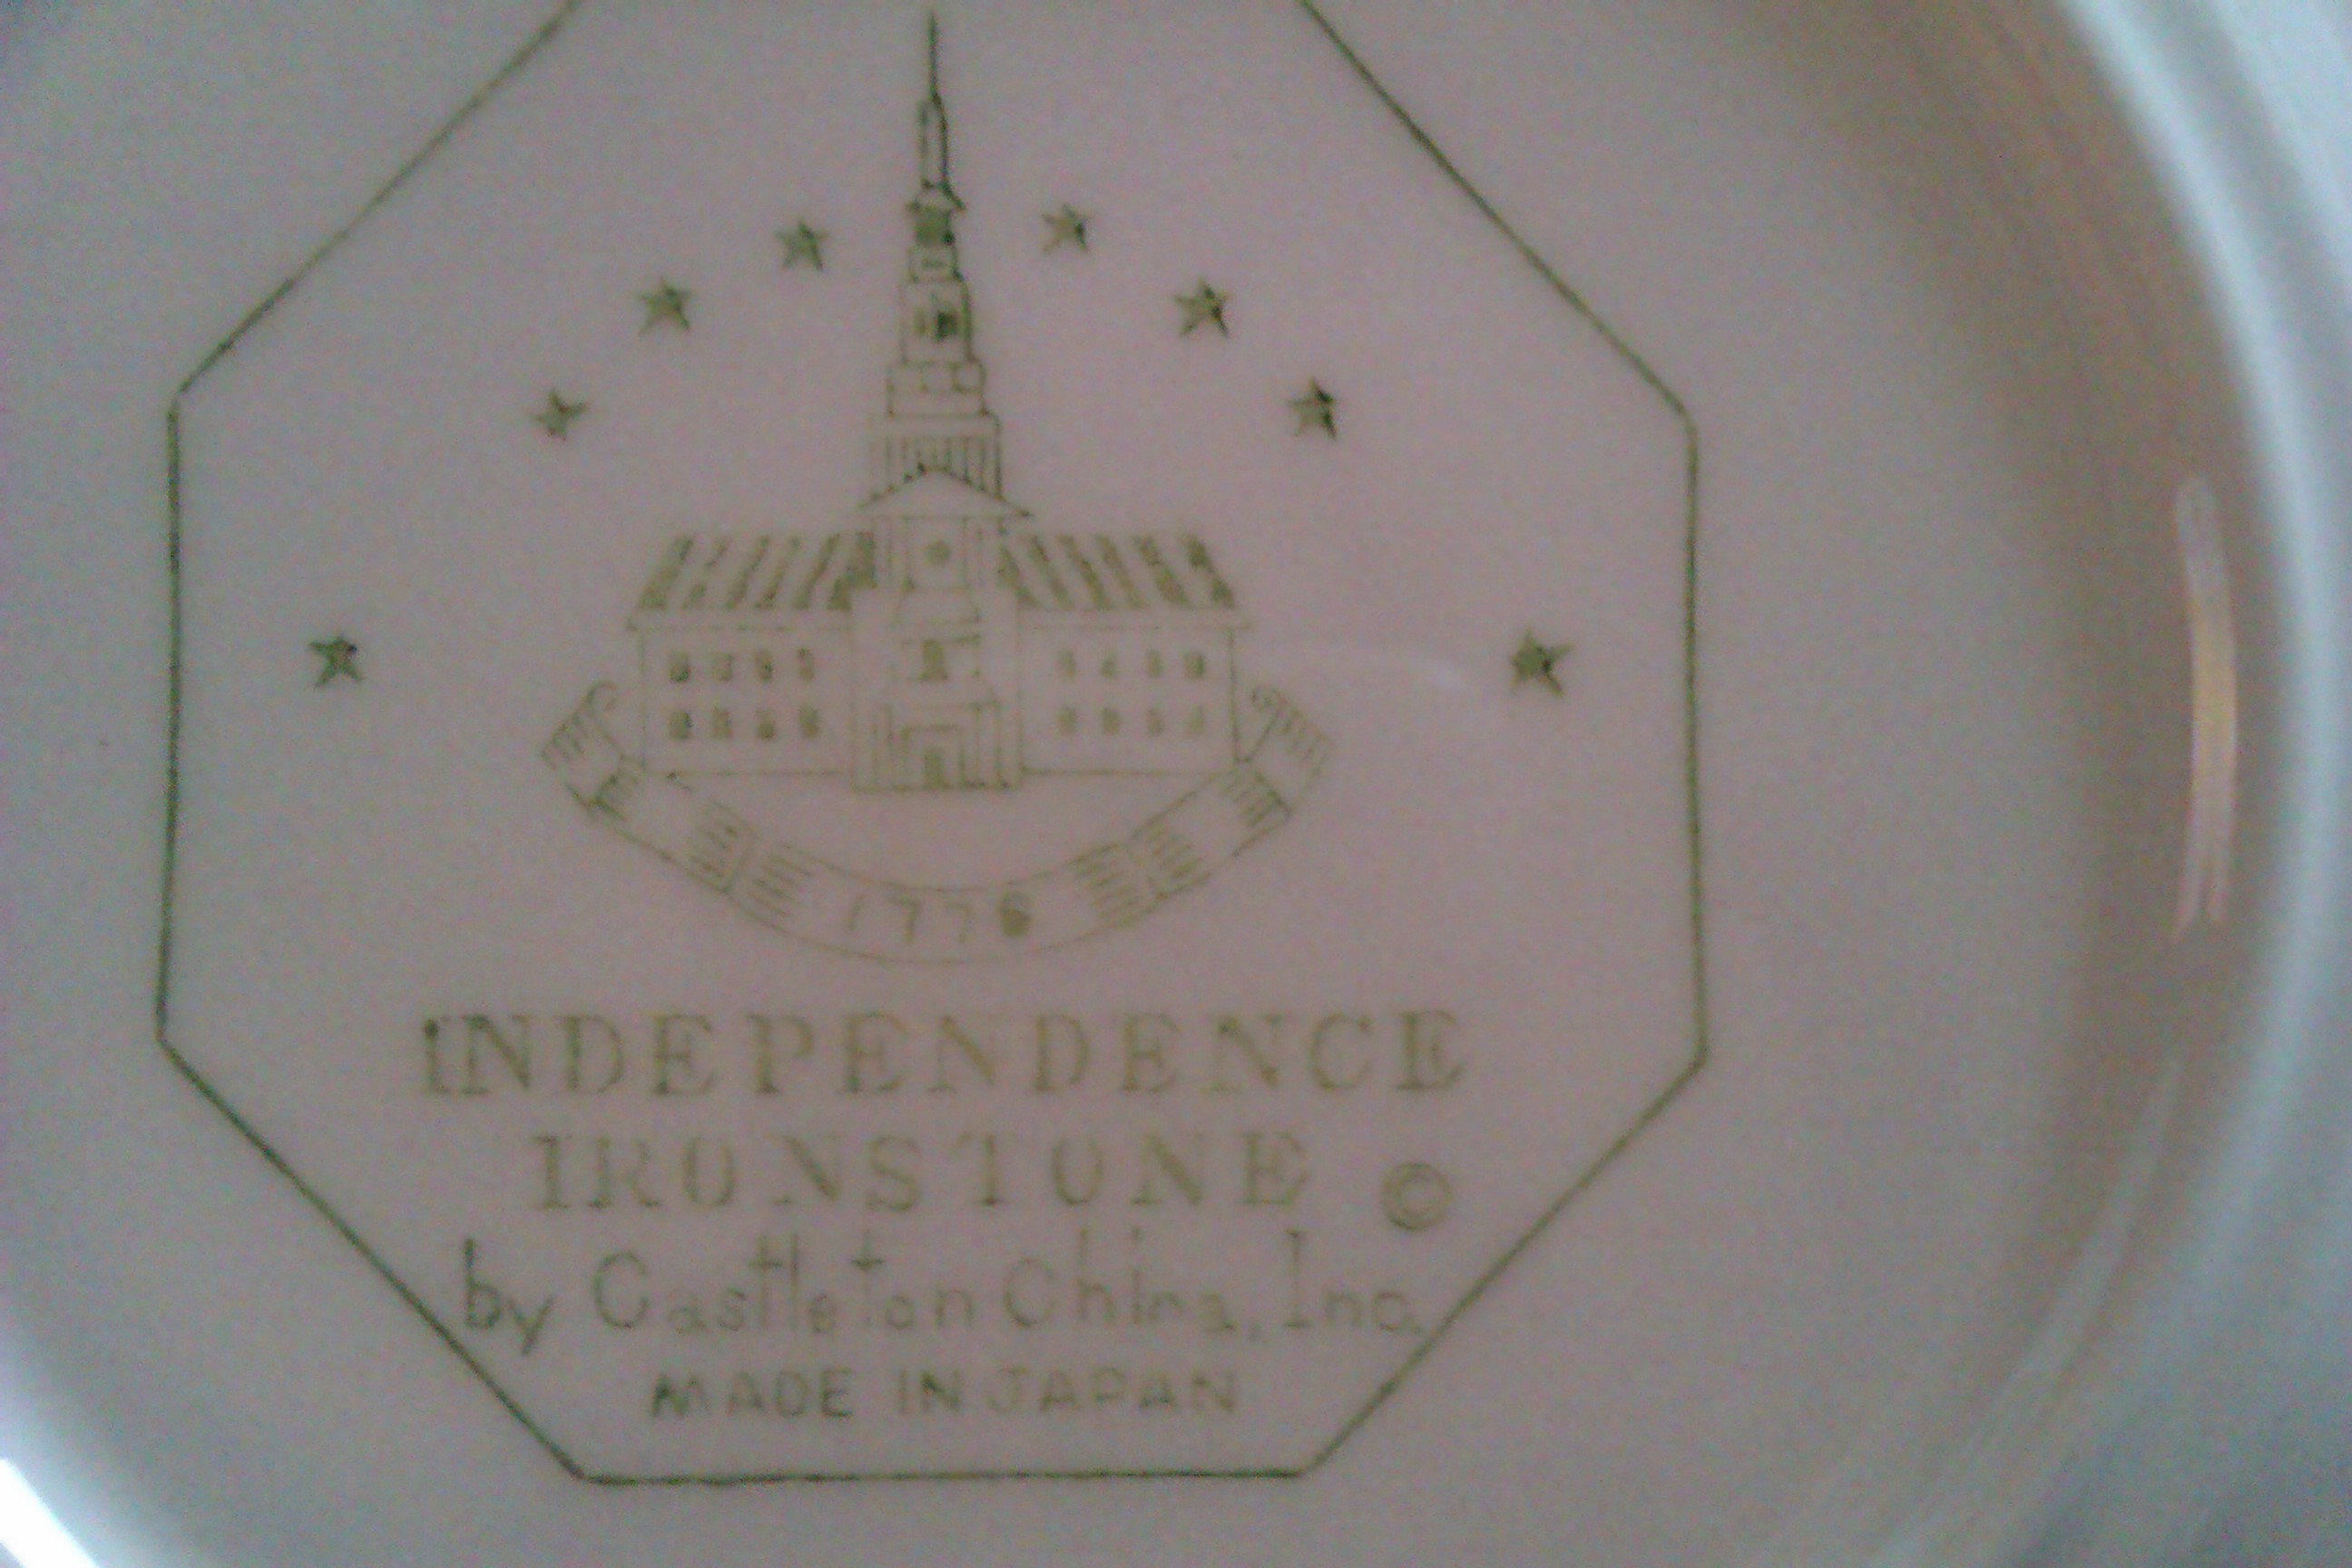 1776
INDEPENDENCE
IRONSTONE ©
by Castleton China, Inc.
MADE IN JAPAN